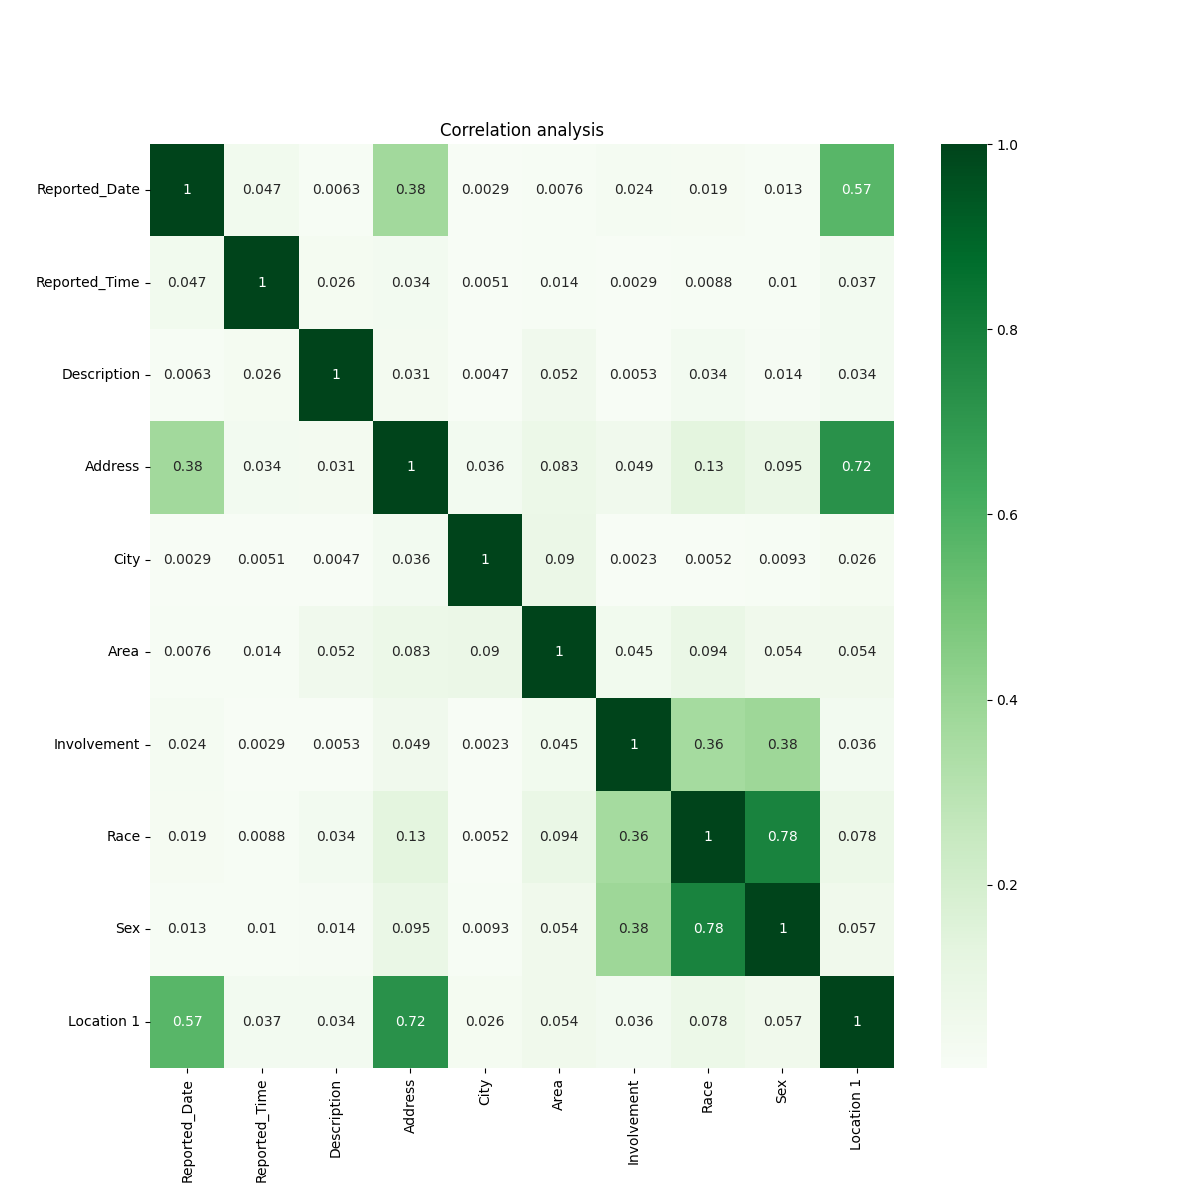 Correlation analysis
Reported_Date 1 0.047 0.0063 0.38 0.0029 0.0076 0.024 0.019 0.013 0.57
Reported_Time 0.047 1 0.026 0.034 0.0051 0.014 0.0029 0.0088 0.01 0.037
Description 0.0063 0.026 1 0.031 0.0047 0.052 0.0053 0.034 0.014 0.034
Address 0.38 0.034 0.031 1 0.036 0.083 0.049 0.13 0.095 0.72
City 0.0029 0.0051 0.0047 0.036 1 0.09 0.0023 0.0052 0.0093 0.026
Area 0.0076 0.014 0.052 0.083 0.09 1 0.045 0.094 0.054 0.054
Involvement 0.024 0.0029 0.0053 0.049 0.0023 0.045 1 0.36 0.38 0.036
Race 0.019 0.0088 0.034 0.13 0.0052 0.094 0.36 1 0.78 0.078
Sex 0.013 0.01 0.014 0.095 0.0093 0.054 0.38 0.78 1 0.057
Location 1 0.57 0.037 0.034 0.72 0.026 0.054 0.036 0.078 0.057 1
Reported_Date
Reported_Time
Description
Address
City
Area
Involvement
Race
Sex
Location 1
1.0
0.8
0.6
0.4
0.2